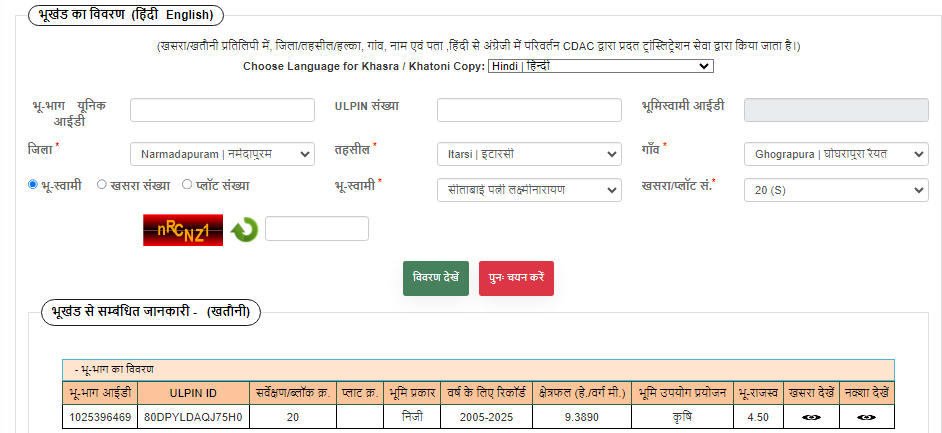 भूखंड का विवरण (हिंदी English)
(खसरा/खतौनी प्रतिलिपी में, जिला/तहसील/हल्का, गांव, नाम एवं पता ,हिंदी से अंग्रेजी में परिवर्तन CDAC द्वारा प्रदत ट्रांस्लिट्रेशन सेवा द्वारा किया जाता है।)
Choose Language for Khasra / Khatoni Copy: Hindi | हिन्दी
भू-भाग यूनिक आईडी ULPIN संख्या भूमिस्वामी आईडी
जिला * Narmadapuram | नर्मदापुरम तहसील * Itarsi | इटारसी गाँव * Ghograpura | घोघरापुरा रैयत
भू-स्वामी खसरा संख्या प्लॉट संख्या भू-स्वामी * सीताबाई पत्नी लक्ष्मीनारायण खसरा/प्लॉट सं.* 20 (S)
nRCNZ1
विवरण देखें पुनः चयन करें
भूखंड से सम्बंधित जानकारी - (खतौनी)
- भू-भाग का विवरण
भू-भाग आईडी ULPIN ID सर्वेक्षण/ब्लॉक क्र. प्लाट क्र. भूमि प्रकार वर्ष के लिए रिकॉर्ड क्षेत्रफल (हे./वर्ग मी.) भूमि उपयोग प्रयोजन भू-राजस्व खसरा देखें नक्शा देखें
1025396469 80DPYLDAQJ75H0 20 निजी 2005-2025 9.3890 कृषि 4.50